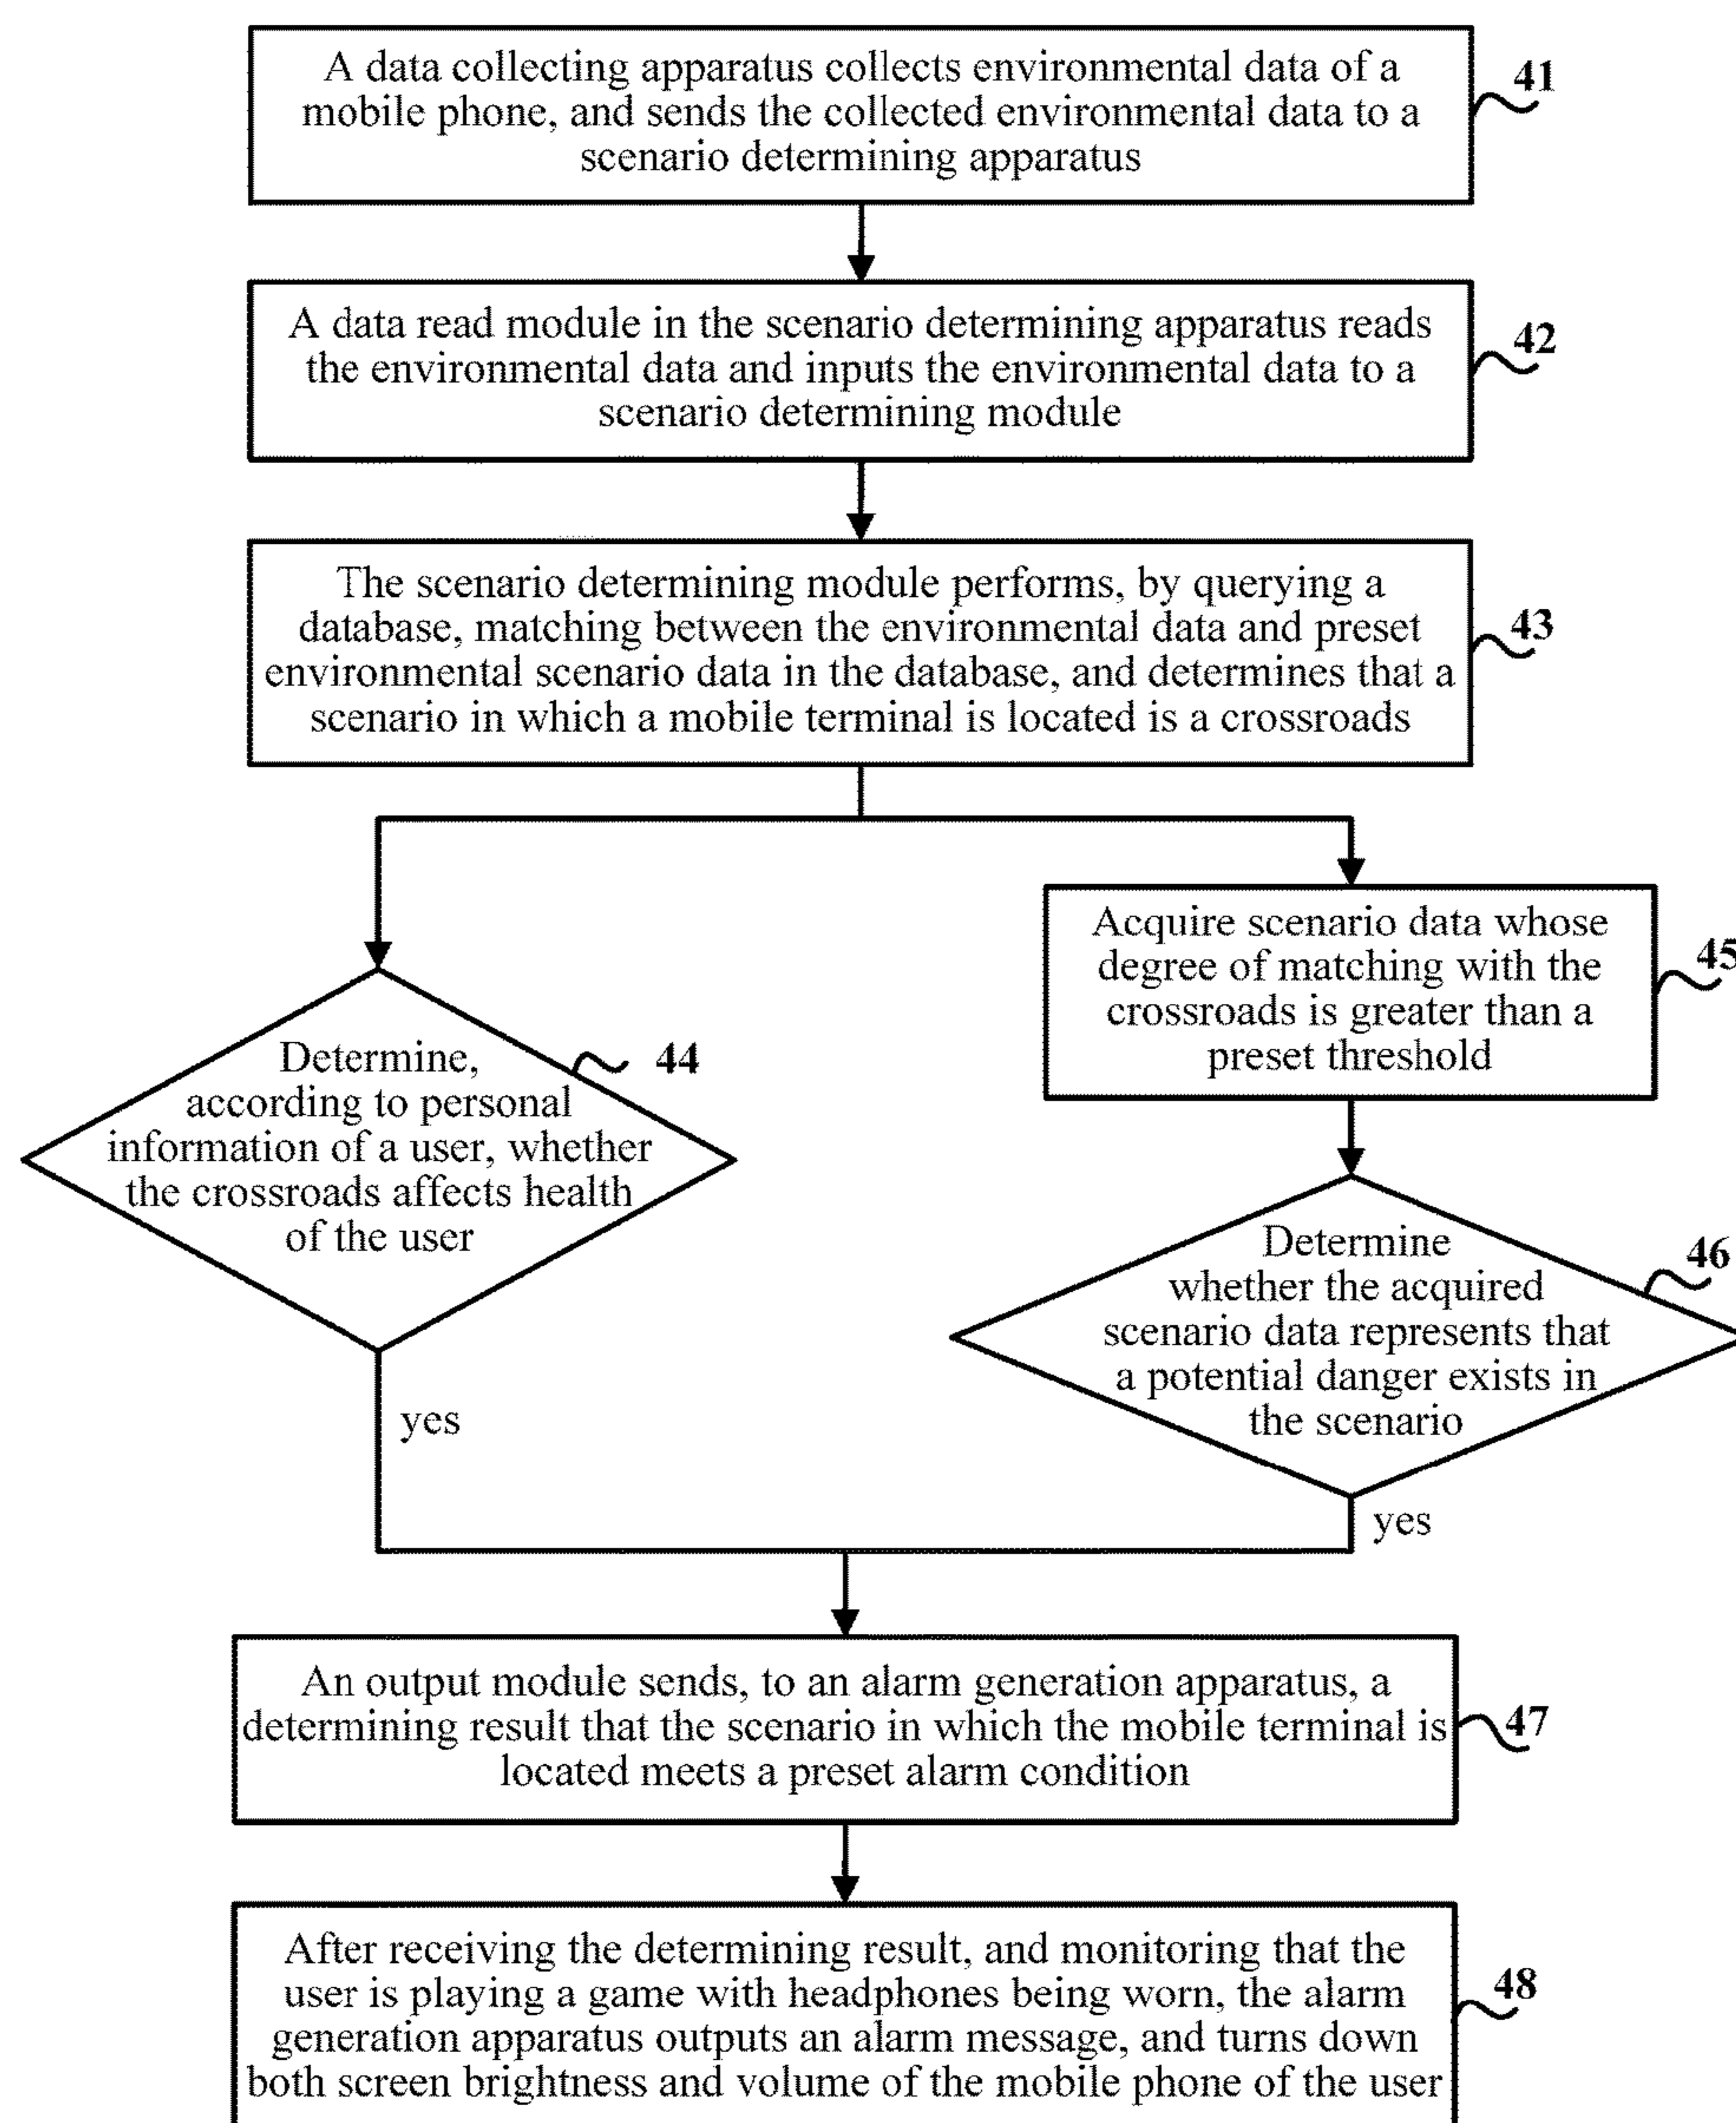 A data collecting apparatus collects environmental data of a
mobile phone, and sends the collected environmental data to a
scenario determining apparatus
41
A data read module in the scenario determining apparatus reads
the environmental data and inputs the environmental data to a
scenario determining module
42
The scenario determining module performs, by querying a
database, matching between the environmental data and preset
environmental scenario data in the database, and determines that a
scenario in which a mobile terminal is located is a crossroads
43
Determine,
according to personal
information of a user, whether
the crossroads affects health
of the user
44
yes
Acquire scenario data whose
degree of matching with the
crossroads is greater than a
preset threshold
45
Determine
whether the acquired
scenario data represents that
a potential danger exists in
the scenario
46
yes
An output module sends, to an alarm generation apparatus, a
determining result that the scenario in which the mobile terminal is
located meets a preset alarm condition
47
After receiving the determining result, and monitoring that the
user is playing a game with headphones being worn, the alarm
generation apparatus outputs an alarm message, and turns down
both screen brightness and volume of the mobile phone of the user
48